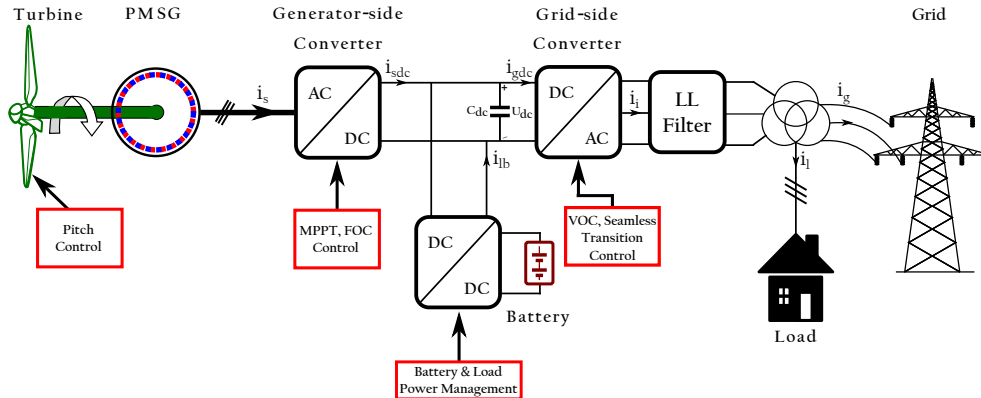 Turbine
PMSG
Generator-side
Converter
Grid-side
Converter
Grid
i_s
AC
DC
i_sdc
i_gdc
C_dc
+
U_dc
-
i_lb
DC
AC
i_i
LL
Filter
i_g
i_l
Pitch
Control
MPPT, FOC
Control
DC
DC
Battery
VOC, Seamless
Transition
Control
Load
Battery & Load
Power Management